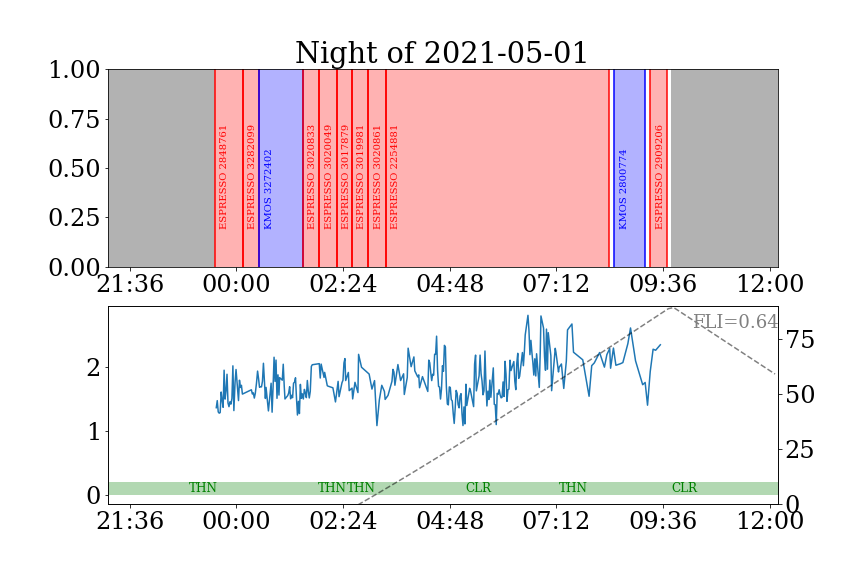 Night of 2021-05-01
1.00
0.75
0.50
0.25
0.00
ESPRESSO 2848761
ESPRESSO 3282099
KMOS 3272402
ESPRESSO 3020833
ESPRESSO 3020049
ESPRESSO 3017879
ESPRESSO 3019981
ESPRESSO 3020861
ESPRESSO 2254881
KMOS 2800774
ESPRESSO 2909206
21:36 00:00 02:24 04:48 07:12 09:36 12:00
FLI=0.64
2
1
0
75
50
25
0
THN THN THN CLR THN CLR
21:36 00:00 02:24 04:48 07:12 09:36 12:00